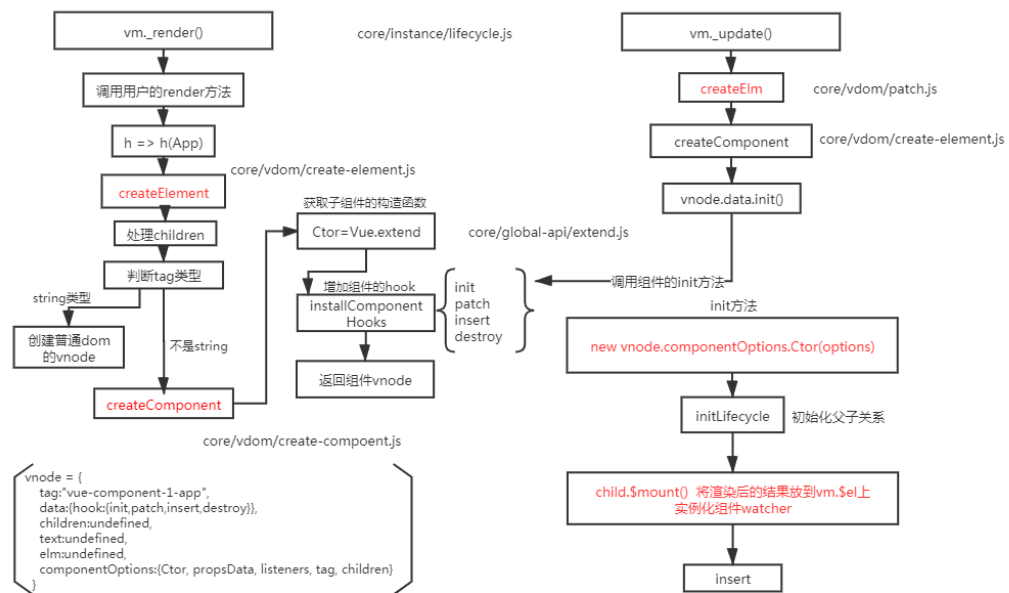 vm._render()
core/instance/lifecycle.js
vm._update()
调用用户的render方法
createElm
core/vdom/patch.js
h => h(App)
createComponent
core/vdom/create-element.js
core/vdom/create-element.js
createElement
vnode.data.init()
获取子组件的构造函数
处理children
Ctor=Vue.extend
core/global-api/extend.js
判断tag类型
调用组件的init方法
string类型
增加组件的hook
installComponent
Hooks
init
patch
insert
destroy
init方法
创建普通dom
的vnode
不是string
new vnode.componentOptions.Ctor(options)
返回组件vnode
createComponent
initLifecycle
初始化父子关系
core/vdom/create-compoent.js
vnode = {
tag:"vue-component-1-app",
data:{hook:{init,patch,insert,destroy}},
children:undefined,
text:undefined,
elm:undefined,
componentOptions:{Ctor, propsData, listeners, tag, children}
}
child.$mount() 将渲染后的结果放到vm.$el上
实例化组件watcher
insert